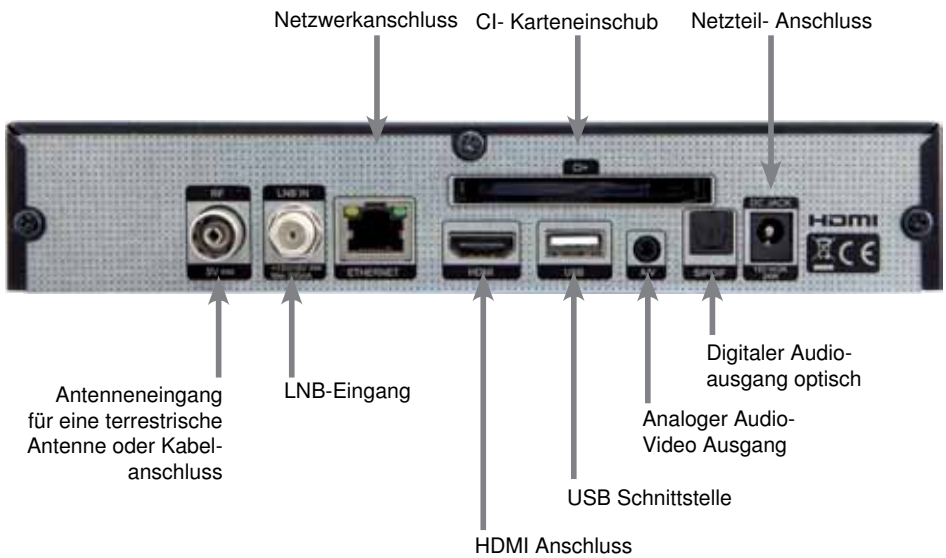 Netzwerkanschluss
CI- Karteneinschub
Netzteil- Anschluss
CI+
RF
LNB IN
DC JACK
HDMI
5V
ETHERNET
HDMI
USB
A/V
S/PDIF
CE
Digitaler Audio-
ausgang optisch
Antenneneingang
für eine terrestrische
Antenne oder Kabel-
anschluss
LNB-Eingang
Analoger Audio-
Video Ausgang
USB Schnittstelle
HDMI Anschluss